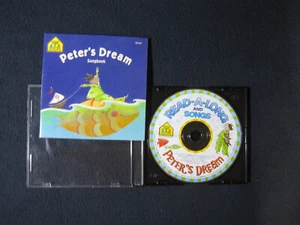 Peter's Dream
Songbook
READ-A-LONG
AND
SONGS
PETER'S DREAM